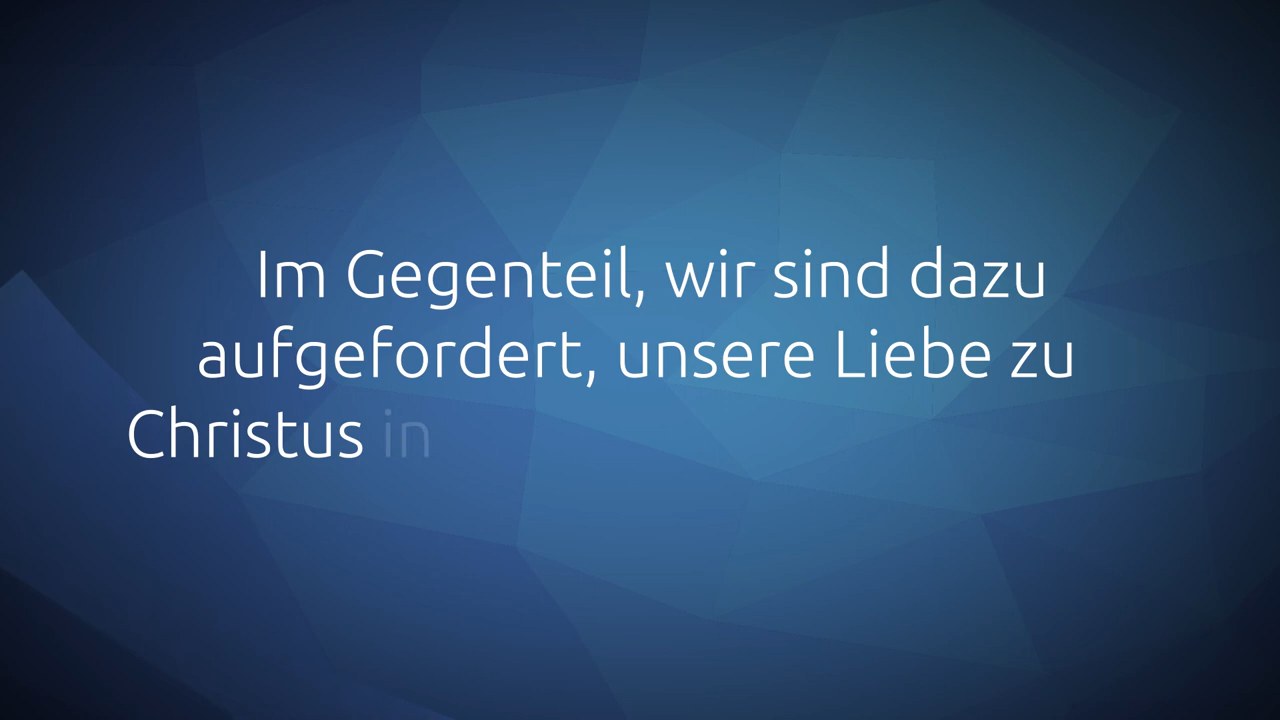 Im Gegenteil, wir sind dazu
aufgefordert, unsere Liebe zu
Christus in